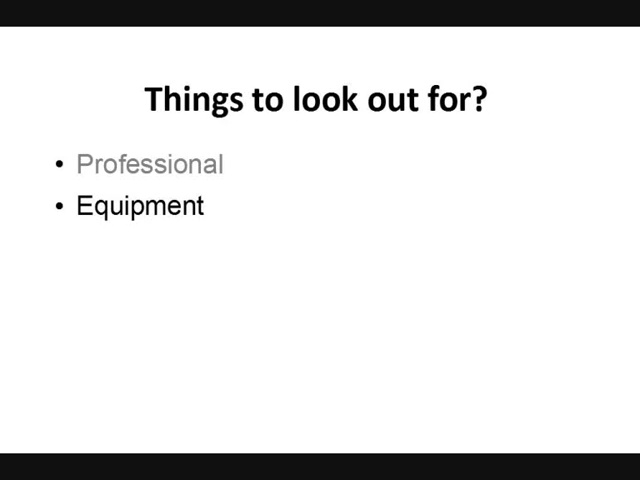 Things to look out for?
• Professional
• Equipment